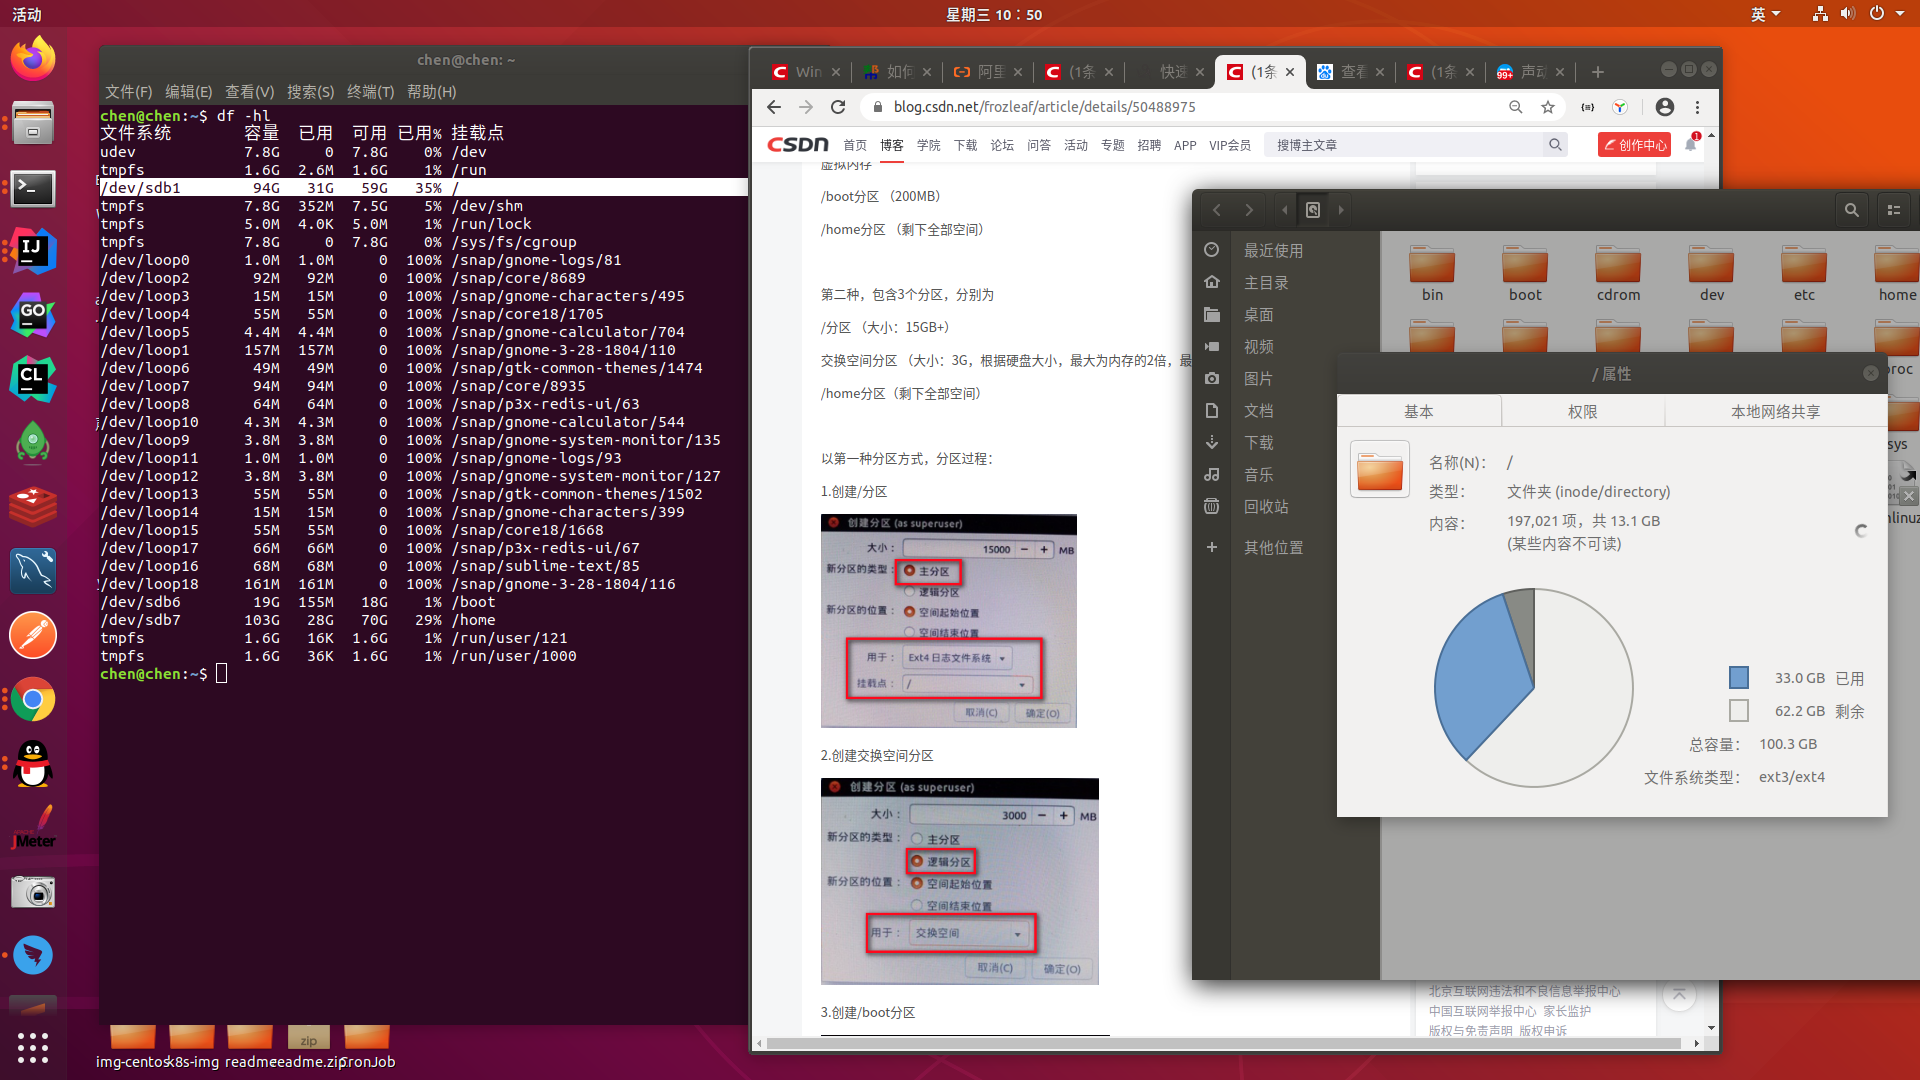 活动
星期三 10：50
英
chen@chen: ~
文件(F) 编辑(E) 查看(V) 搜索(S) 终端(T) 帮助(H)
chen@chen:~$ df -hl
文件系统 容量 已用 可用 已用% 挂载点
udev 7.8G 0 7.8G 0% /dev
tmpfs 1.6G 2.6M 1.6G 1% /run
/dev/sdb1 94G 31G 59G 35% /
tmpfs 7.8G 352M 7.5G 5% /dev/shm
tmpfs 5.0M 4.0K 5.0M 1% /run/lock
tmpfs 7.8G 0 7.8G 0% /sys/fs/cgroup
/dev/loop0 1.0M 1.0M 0 100% /snap/gnome-logs/81
/dev/loop2 92M 92M 0 100% /snap/core/8689
/dev/loop3 15M 15M 0 100% /snap/gnome-characters/495
/dev/loop4 55M 55M 0 100% /snap/core18/1705
/dev/loop5 4.4M 4.4M 0 100% /snap/gnome-calculator/704
/dev/loop1 157M 157M 0 100% /snap/gnome-3-28-1804/110
/dev/loop6 49M 49M 0 100% /snap/gtk-common-themes/1474
/dev/loop7 94M 94M 0 100% /snap/core/8935
/dev/loop8 64M 64M 0 100% /snap/p3x-redis-ui/63
/dev/loop10 4.3M 4.3M 0 100% /snap/gnome-calculator/544
/dev/loop9 3.8M 3.8M 0 100% /snap/gnome-system-monitor/135
/dev/loop11 1.0M 1.0M 0 100% /snap/gnome-logs/93
/dev/loop12 3.8M 3.8M 0 100% /snap/gnome-system-monitor/127
/dev/loop13 55M 55M 0 100% /snap/gtk-common-themes/1502
/dev/loop14 15M 15M 0 100% /snap/gnome-characters/399
/dev/loop15 55M 55M 0 100% /snap/core18/1668
/dev/loop17 66M 66M 0 100% /snap/p3x-redis-ui/67
/dev/loop16 68M 68M 0 100% /snap/sublime-text/85
/dev/loop18 161M 161M 0 100% /snap/gnome-3-28-1804/116
/dev/sdb6 19G 155M 18G 1% /boot
/dev/sdb7 103G 28G 70G 29% /home
tmpfs 1.6G 16K 1.6G 1% /run/user/121
tmpfs 1.6G 36K 1.6G 1% /run/user/1000
chen@chen:~$
IJ
GO
CL
JMeter
zip
img-centos k8s-img readme readme.zip CronJob
Win 如何 阿里 (1条 快速 (1条 查看 (1条 99+ 声动
blog.csdn.net/frozleaf/article/details/50488975
CSDN 首页 博客 学院 下载 论坛 问答 活动 专题 招聘 APP VIP会员 搜博主文章 创作中心 1
虚拟内存
/boot分区 （200MB）
/home分区 （剩下全部空间）
第二种，包含3个分区，分别为
/分区 （大小：15GB+）
交换空间分区 （大小：3G，根据硬盘大小，最大为内存的2倍，最
/home分区（剩下全部空间）
以第一种分区方式，分区过程：
1.创建/分区
创建分区 (as superuser)
大小： 15000 − + MB
新分区的类型： 主分区
逻辑分区
新分区的位置： 空间起始位置
空间结束位置
用于： Ext4 日志文件系统
挂载点： /
取消(C) 确定(O)
2.创建交换空间分区
创建分区 (as superuser)
大小： 3000 − + MB
新分区的类型： 主分区
逻辑分区
新分区的位置： 空间起始位置
空间结束位置
用于： 交换空间
取消(C) 确定(O)
3.创建/boot分区
北京互联网违法和不良信息举报中心
中国互联网举报中心 家长监护
版权与免责声明 版权申诉
最近使用
主目录
桌面
视频
图片
文档
下载
音乐
回收站
+ 其他位置
bin boot cdrom dev etc home
proc
sys
/ 属性
基本 权限 本地网络共享
名称(N)： /
类型： 文件夹 (inode/directory)
内容： 197,021 项，共 13.1 GB
(某些内容不可读)
33.0 GB 已用
62.2 GB 剩余
总容量： 100.3 GB
文件系统类型： ext3/ext4